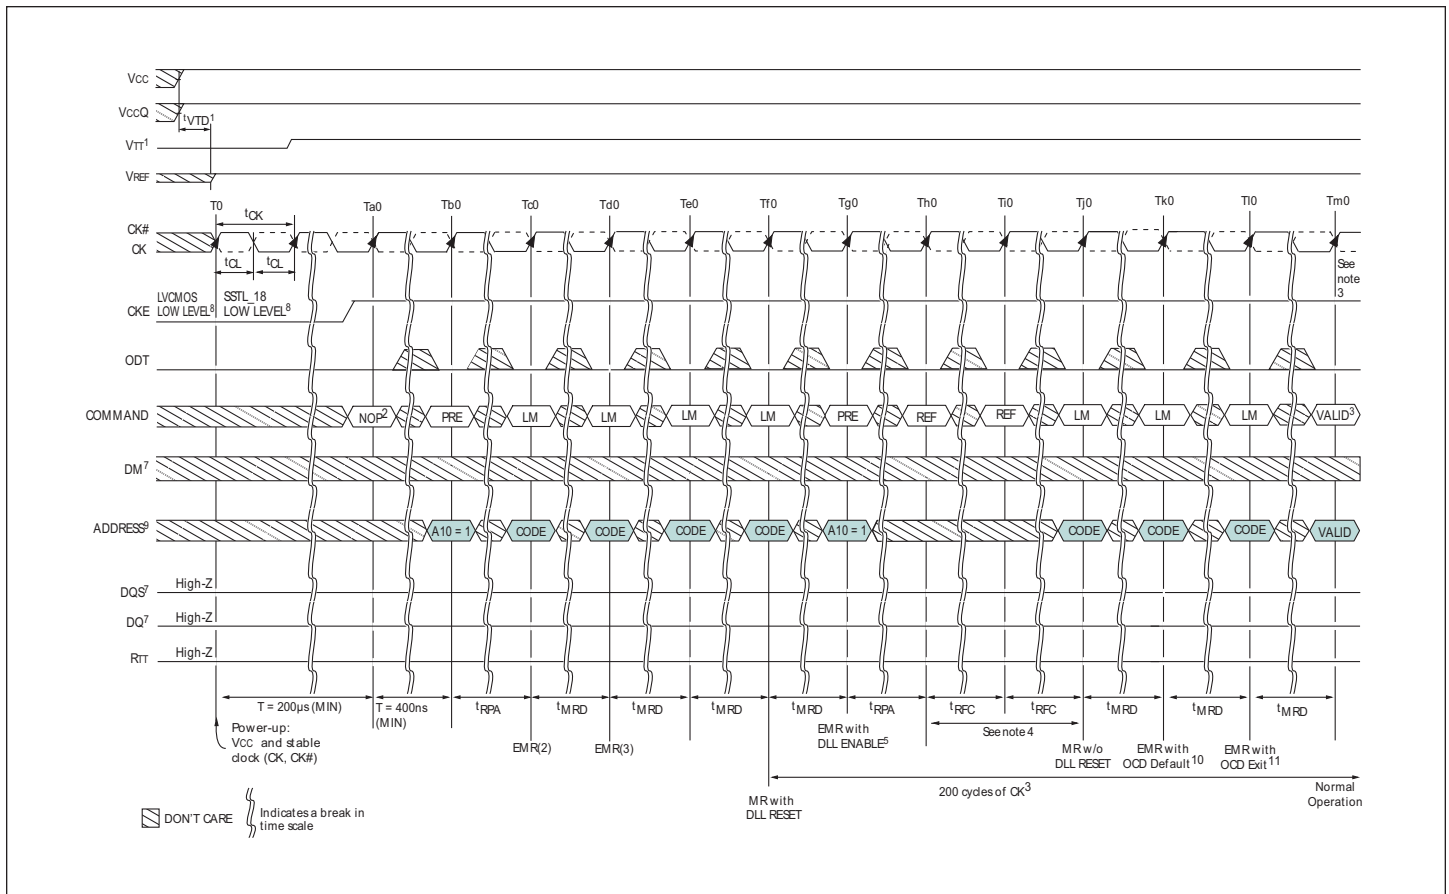 VCC
VCCQ
tVTD1
VTT1
VREF
T0 Ta0 Tb0 Tc0 Td0 Te0 Tf0 Tg0 Th0 Ti0 Tj0 Tk0 Tl0 Tm0
tCK
CK#
CK
tCL tCL
See
note
3
LVCMOS SSTL_18
CKE LOW LEVEL8 LOW LEVEL8
ODT
COMMAND NOP2 PRE LM LM LM LM PRE REF REF LM LM LM VALID3
DM7
ADDRESS9 A10 = 1 CODE CODE CODE CODE A10 = 1 CODE CODE CODE VALID
DQS7 High-Z
DQ7 High-Z
RTT High-Z
T = 200µs (MIN) T = 400ns (MIN) tRPA tMRD tMRD tMRD tMRD tRPA tRFC tRFC tMRD tMRD tMRD
See note 4
Power-up:
VCC and stable
clock (CK, CK#)
EMR(2) EMR(3)
EMR with
DLL ENABLE5
MR w/o
DLL RESET
EMR with
OCD Default10
EMR with
OCD Exit11
MR with
DLL RESET
200 cycles of CK3
Normal
Operation
DON'T CARE
Indicates a break in
time scale